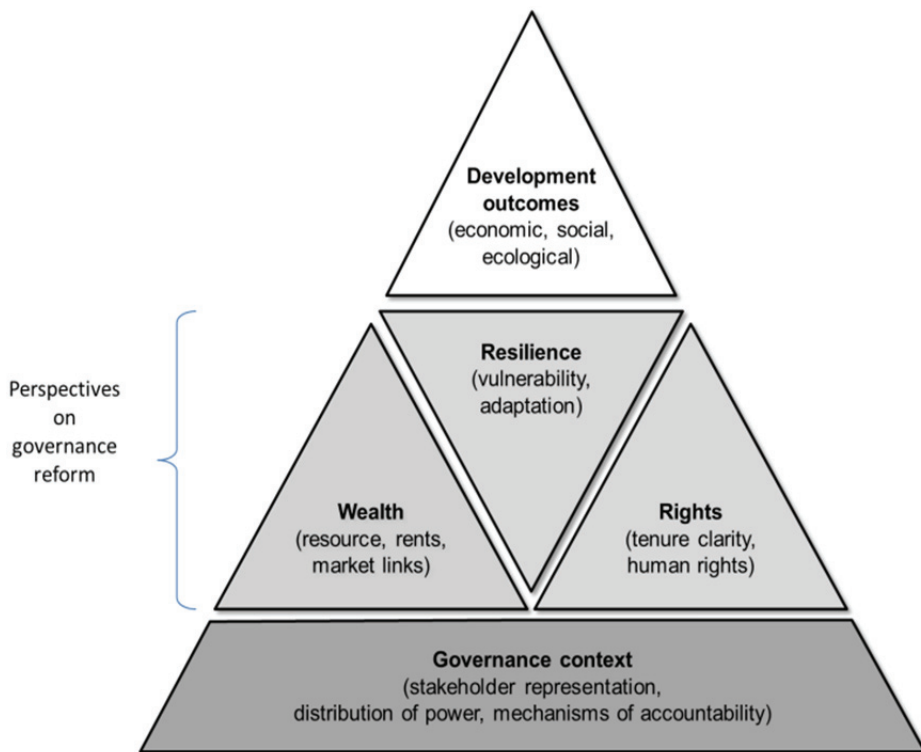 Development
outcomes
(economic, social,
ecological)
Perspectives
on
governance
reform
Resilience
(vulnerability,
adaptation)
Wealth
(resource, rents,
market links)
Rights
(tenure clarity,
human rights)
Governance context
(stakeholder representation,
distribution of power, mechanisms of accountability)